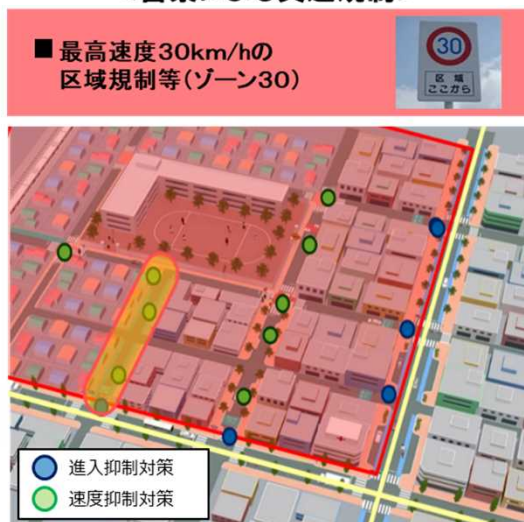 ■ 最高速度30km/hの
区域規制等(ゾーン30)
30
区域
ここから
進入抑制対策
速度抑制対策